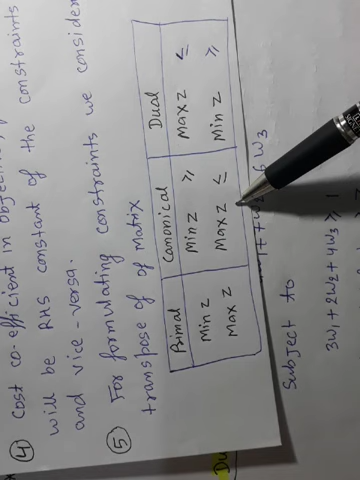 ④ Cost co-efficient in Objective
will be RHS constant of the constraints
and vice-versa.
⑤ For formulating constraints we consider
transpose of of matrix
Primal Canonical Dual
Min Z Min Z ≥ Max Z ≤
Max Z Max Z ≤ Min Z ≥
Subject to
3W₁ + 2W₂ + 4W₃ ≥ 1